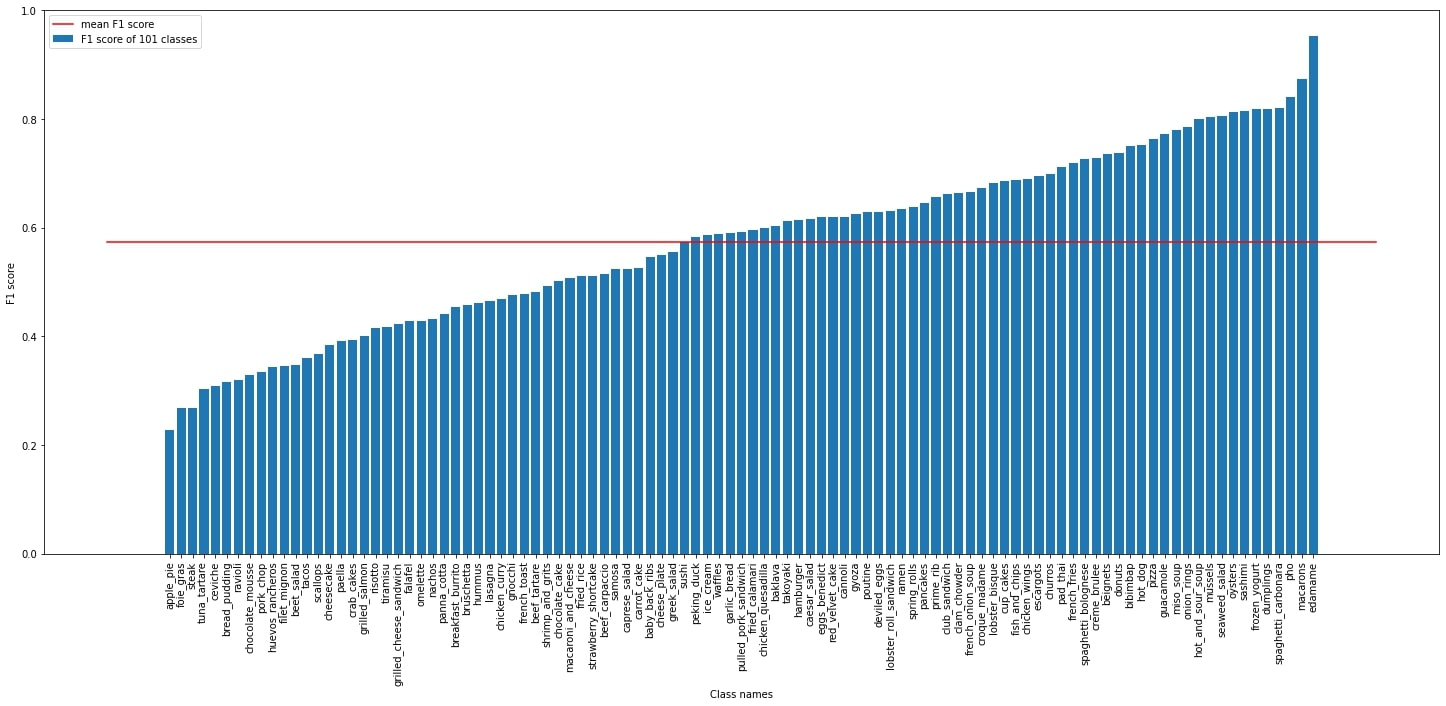 mean F1 score
F1 score of 101 classes
1.0
0.8
0.6
0.4
0.2
0.0
F1 score
apple_pie
foie_gras
steak
tuna_tartare
ceviche
bread_pudding
ravioli
chocolate_mousse
pork_chop
huevos_rancheros
filet_mignon
beet_salad
tacos
scallops
cheesecake
paella
crab_cakes
grilled_salmon
risotto
tiramisu
grilled_cheese_sandwich
falafel
omelette
nachos
panna_cotta
breakfast_burrito
bruschetta
hummus
lasagna
chicken_curry
gnocchi
french_toast
beef_tartare
shrimp_and_grits
chocolate_cake
macaroni_and_cheese
fried_rice
strawberry_shortcake
beef_carpaccio
samosa
caprese_salad
carrot_cake
baby_back_ribs
cheese_plate
greek_salad
sushi
peking_duck
ice_cream
waffles
garlic_bread
pulled_pork_sandwich
fried_calamari
chicken_quesadilla
baklava
takoyaki
hamburger
caesar_salad
eggs_benedict
red_velvet_cake
cannoli
gyoza
poutine
deviled_eggs
lobster_roll_sandwich
ramen
spring_rolls
pancakes
prime_rib
club_sandwich
clam_chowder
french_onion_soup
croque_madame
lobster_bisque
cup_cakes
fish_and_chips
chicken_wings
escargots
churros
pad_thai
french_fries
spaghetti_bolognese
creme_brulee
beignets
donuts
bibimbap
hot_dog
pizza
guacamole
miso_soup
onion_rings
hot_and_sour_soup
mussels
seaweed_salad
oysters
sashimi
frozen_yogurt
dumplings
spaghetti_carbonara
pho
macarons
edamame
Class names